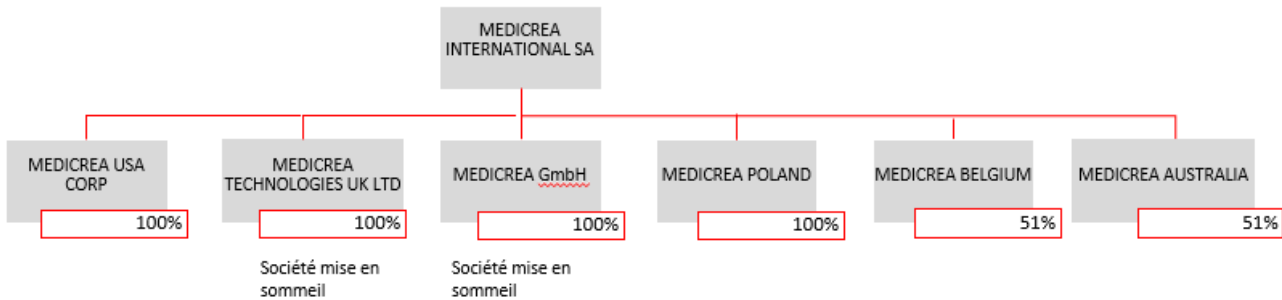 MEDICREA
INTERNATIONAL SA
MEDICREA USA
CORP
100%
MEDICREA
TECHNOLOGIES UK LTD
100%
Société mise en
sommeil
MEDICREA GmbH
100%
Société mise en
sommeil
MEDICREA POLAND
100%
MEDICREA BELGIUM
51%
MEDICREA AUSTRALIA
51%